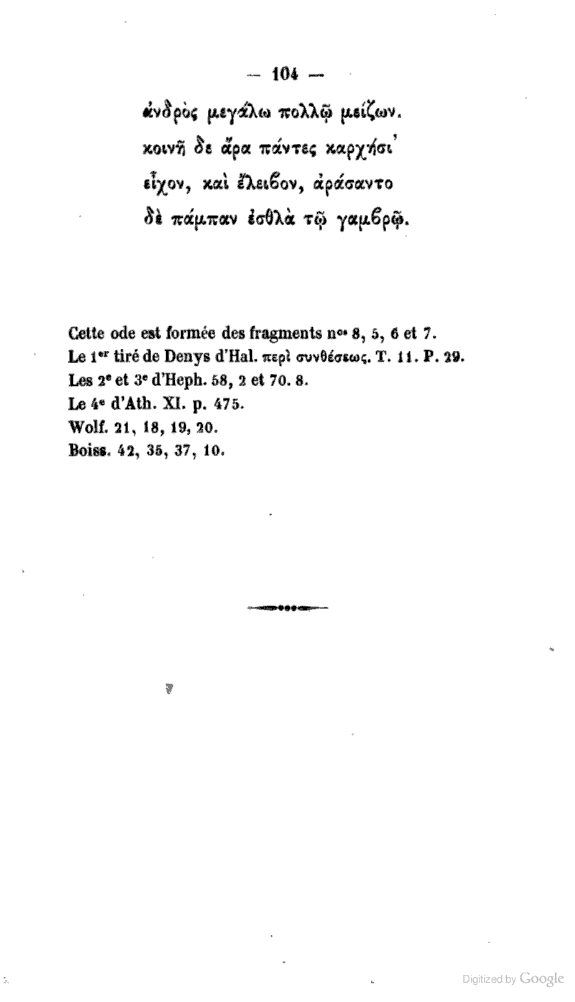 — 104 —
ἀνδρὸς μεγάλω πολλῷ μείζων.
κοινῆ δε ἄρα πάντες καρχήσι᾽
εἶχον, καὶ ἔλειϐον, ἀράσαντο
δὲ πάμπαν ἐσθλὰ τῷ γαμϐρῷ.
Cette ode est formée des fragments nᵒˢ 8, 5, 6 et 7.
Le 1ᵉʳ tiré de Denys d'Hal. περὶ συνθέσεως. T. 11. P. 29.
Les 2ᵉ et 3ᵉ d'Heph. 58, 2 et 70. 8.
Le 4ᵉ d'Ath. XI. p. 475.
Wolf. 21, 18, 19, 20.
Boiss. 42, 35, 37, 10.
Digitized by Google